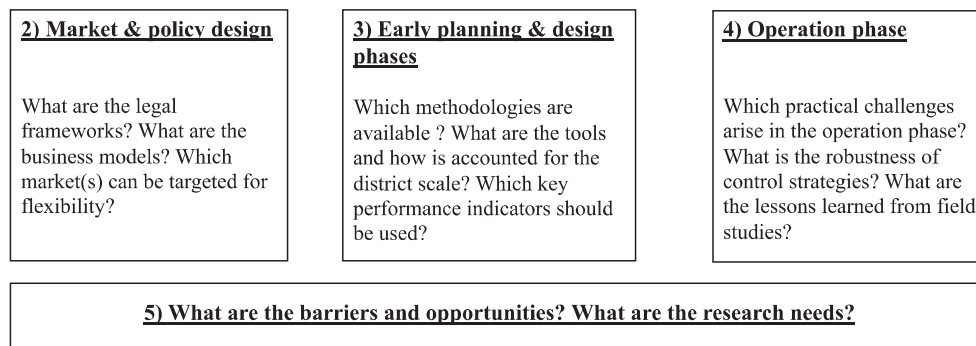 2) Market & policy design
What are the legal
frameworks? What are the
business models? Which
market(s) can be targeted for
flexibility?
3) Early planning & design
phases
Which methodologies are
available ? What are the tools
and how is accounted for the
district scale? Which key
performance indicators should
be used?
4) Operation phase
Which practical challenges
arise in the operation phase?
What is the robustness of
control strategies? What are
the lessons learned from field
studies?
5) What are the barriers and opportunities? What are the research needs?